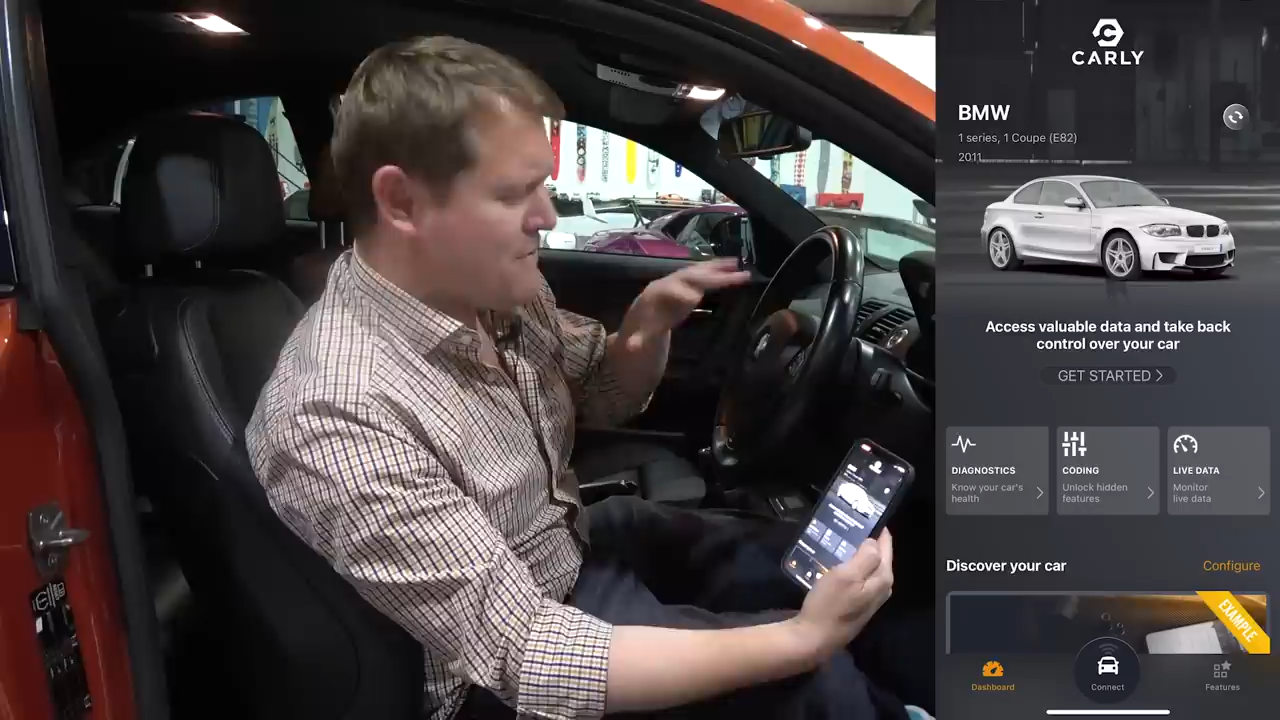 CARLY
BMW
1 series, 1 Coupe (E82)
2011
Access valuable data and take back
control over your car
GET STARTED
DIAGNOSTICS
Know your car's
health
CODING
Unlock hidden
features
LIVE DATA
Monitor
live data
Discover your car
Configure
EXAMPLE
Dashboard
Connect
Features